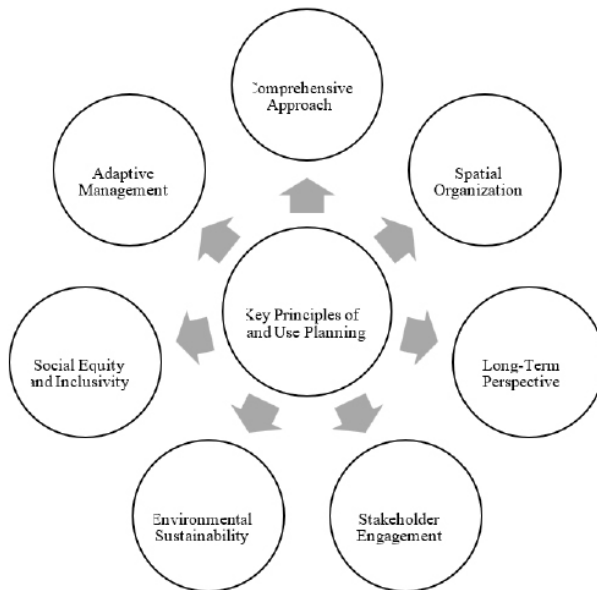 Comprehensive
Approach
Adaptive
Management
Spatial
Organization
Key Principles of
and Use Planning
Social Equity
and Inclusivity
Long-Term
Perspective
Environmental
Sustainability
Stakeholder
Engagement